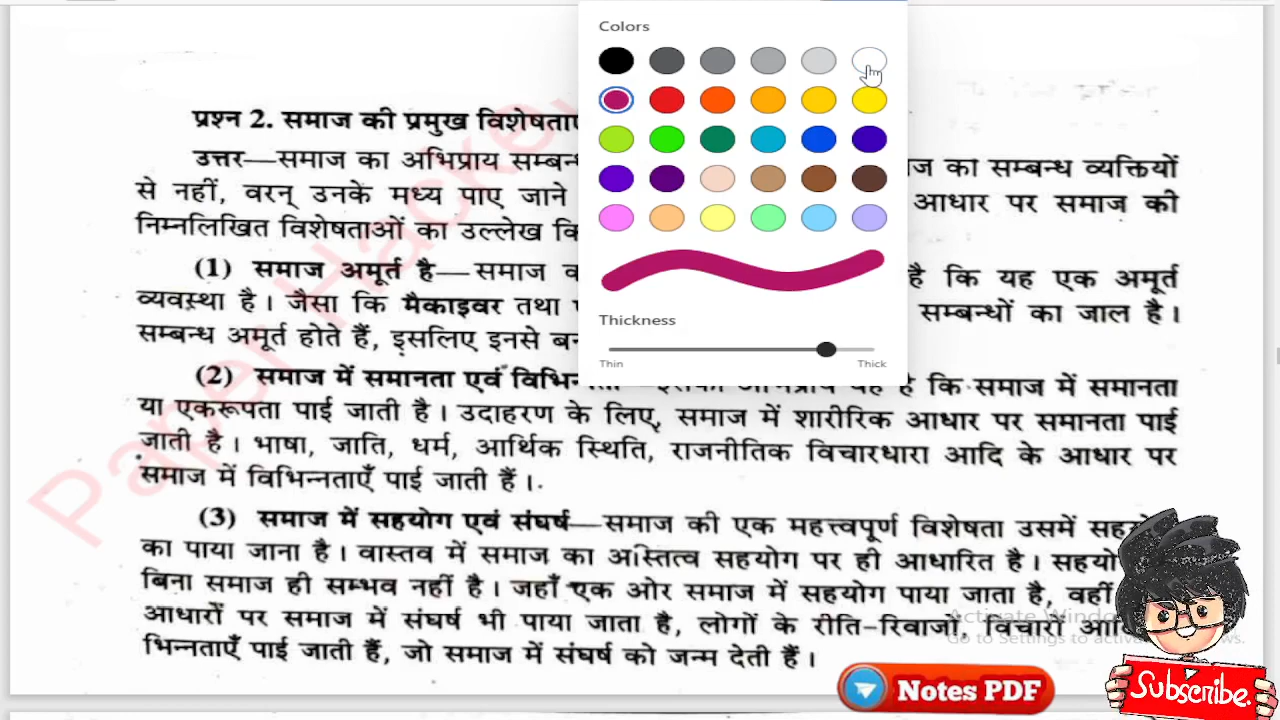 Colors
Thickness
Thin Thick
प्रश्न 2. समाज की प्रमुख विशेषताएँ
उत्तर—समाज का अभिप्राय का सम्बन्ध व्यक्तियों
से नहीं, वरन् उनके मध्य पाए जाने आधार पर समाज की
निम्नलिखित विशेषताओं का उल्लेख
(1) समाज अमूर्त है—समाज है कि यह एक अमूर्त
व्यवस्था है। जैसा कि मैकाइवर तथा सम्बन्धों का जाल है।
सम्बन्ध अमूर्त होते हैं, इसलिए इनसे
(2) समाज में समानता एवं है कि समाज में समानता
या एकरूपता पाई जाती है। उदाहरण के लिए, समाज में शारीरिक आधार पर समानता पाई
जाती है। भाषा, जाति, धर्म, आर्थिक स्थिति, राजनीतिक विचारधारा आदि के आधार पर
समाज में विभिन्नताएँ पाई जाती हैं।
(3) समाज में सहयोग एवं संघर्ष—समाज की एक महत्त्वपूर्ण विशेषता उसमें
का पाया जाना है। वास्तव में समाज का अस्तित्व सहयोग पर ही आधारित है।
बिना समाज ही सम्भव नहीं है। जहाँ एक ओर समाज में सहयोग पाया जाता है, वहीं
आधारों पर समाज में संघर्ष भी पाया जाता है, लोगों के रीति-रिवाजों, विचारों
भिन्नताएँ पाई जाती हैं, जो समाज में संघर्ष को जन्म देती हैं।
Notes PDF
Subscribe.